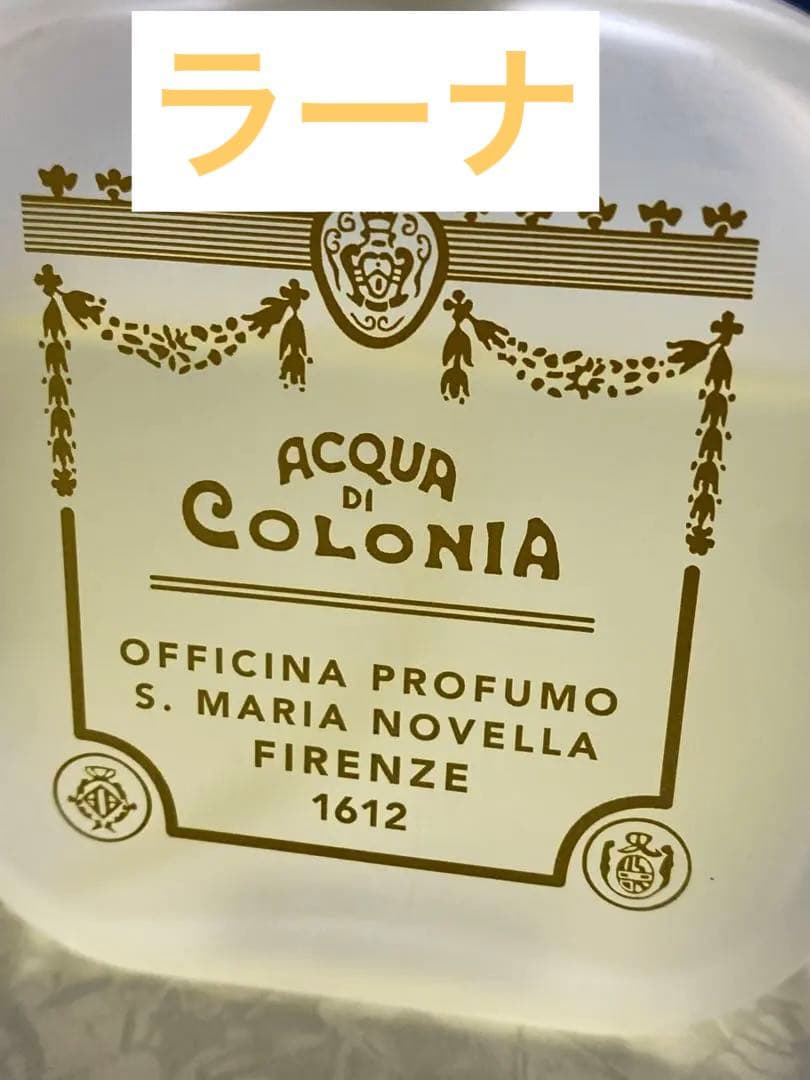 ラーナ
ACQUA
DI
COLONIA
OFFICINA PROFUMO
S. MARIA NOVELLA
FIRENZE
1612